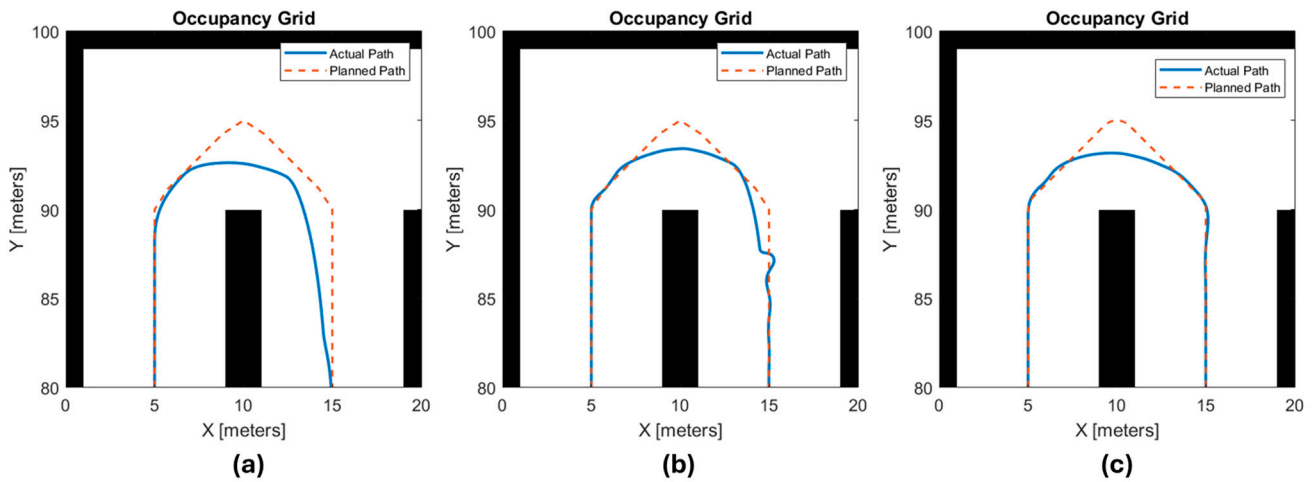 Occupancy Grid
100
95
90
85
80
0 5 10 15 20
Y [meters]
X [meters]
Actual Path
Planned Path
(a)
Occupancy Grid
100
95
90
85
80
0 5 10 15 20
Y [meters]
X [meters]
Actual Path
Planned Path
(b)
Occupancy Grid
100
95
90
85
80
0 5 10 15 20
Y [meters]
X [meters]
Actual Path
Planned Path
(c)